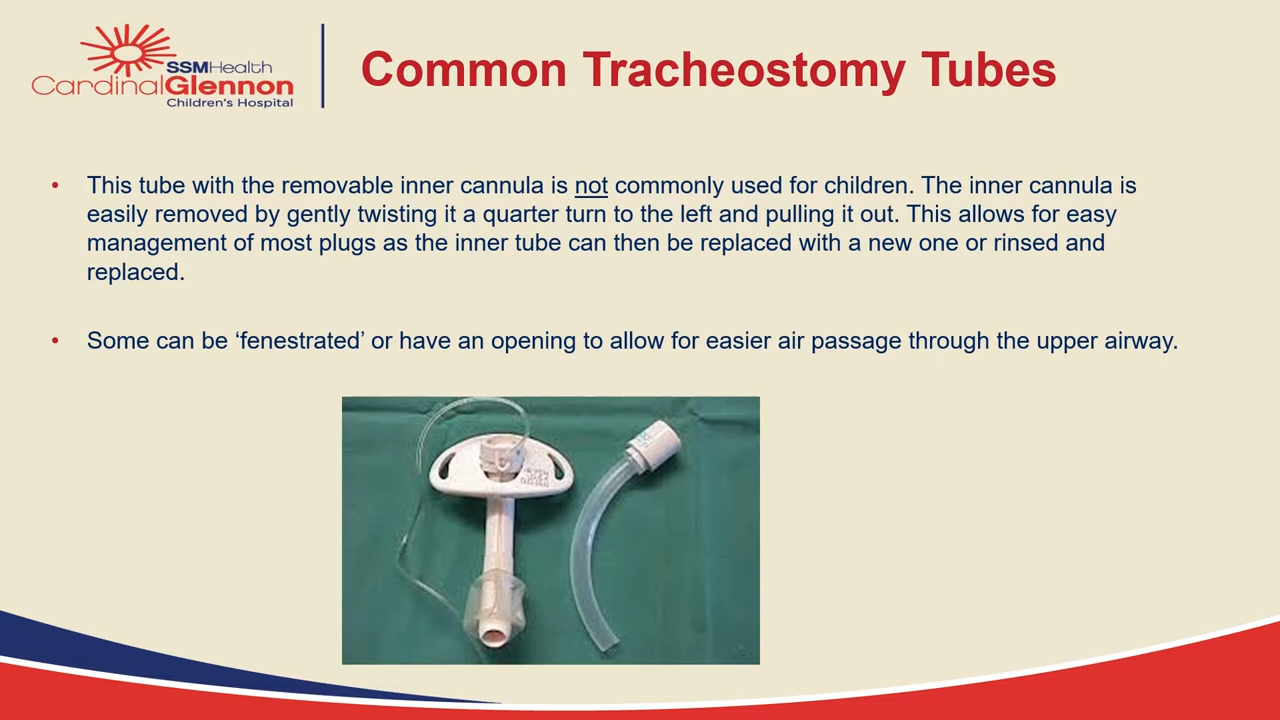 SSMHealth
CardinalGlennon
Children's Hospital
Common Tracheostomy Tubes
• This tube with the removable inner cannula is not commonly used for children. The inner cannula is
easily removed by gently twisting it a quarter turn to the left and pulling it out. This allows for easy
management of most plugs as the inner tube can then be replaced with a new one or rinsed and
replaced.
• Some can be ‘fenestrated’ or have an opening to allow for easier air passage through the upper airway.